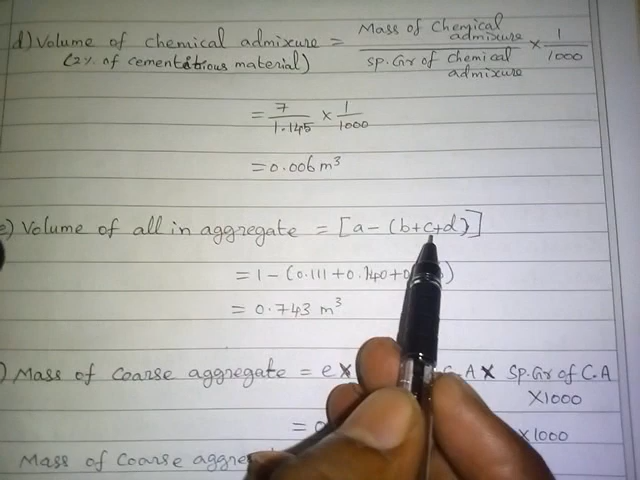 d) Volume of chemical admixure = Mass of Chemical admixure / sp. Gr of chemical admixure × 1/1000
(2% of cementitious material)
= 7/1.145 × 1/1000
= 0.006 m³
e) Volume of all in aggregate = [a - (b+c+d)]
= 1 - (0.111 + 0.140 + 0. )
= 0.743 m³
) Mass of Coarse aggregate = e × C.A × Sp. Gr of C.A
×1000
= 0 ×1000
Mass of Coarse